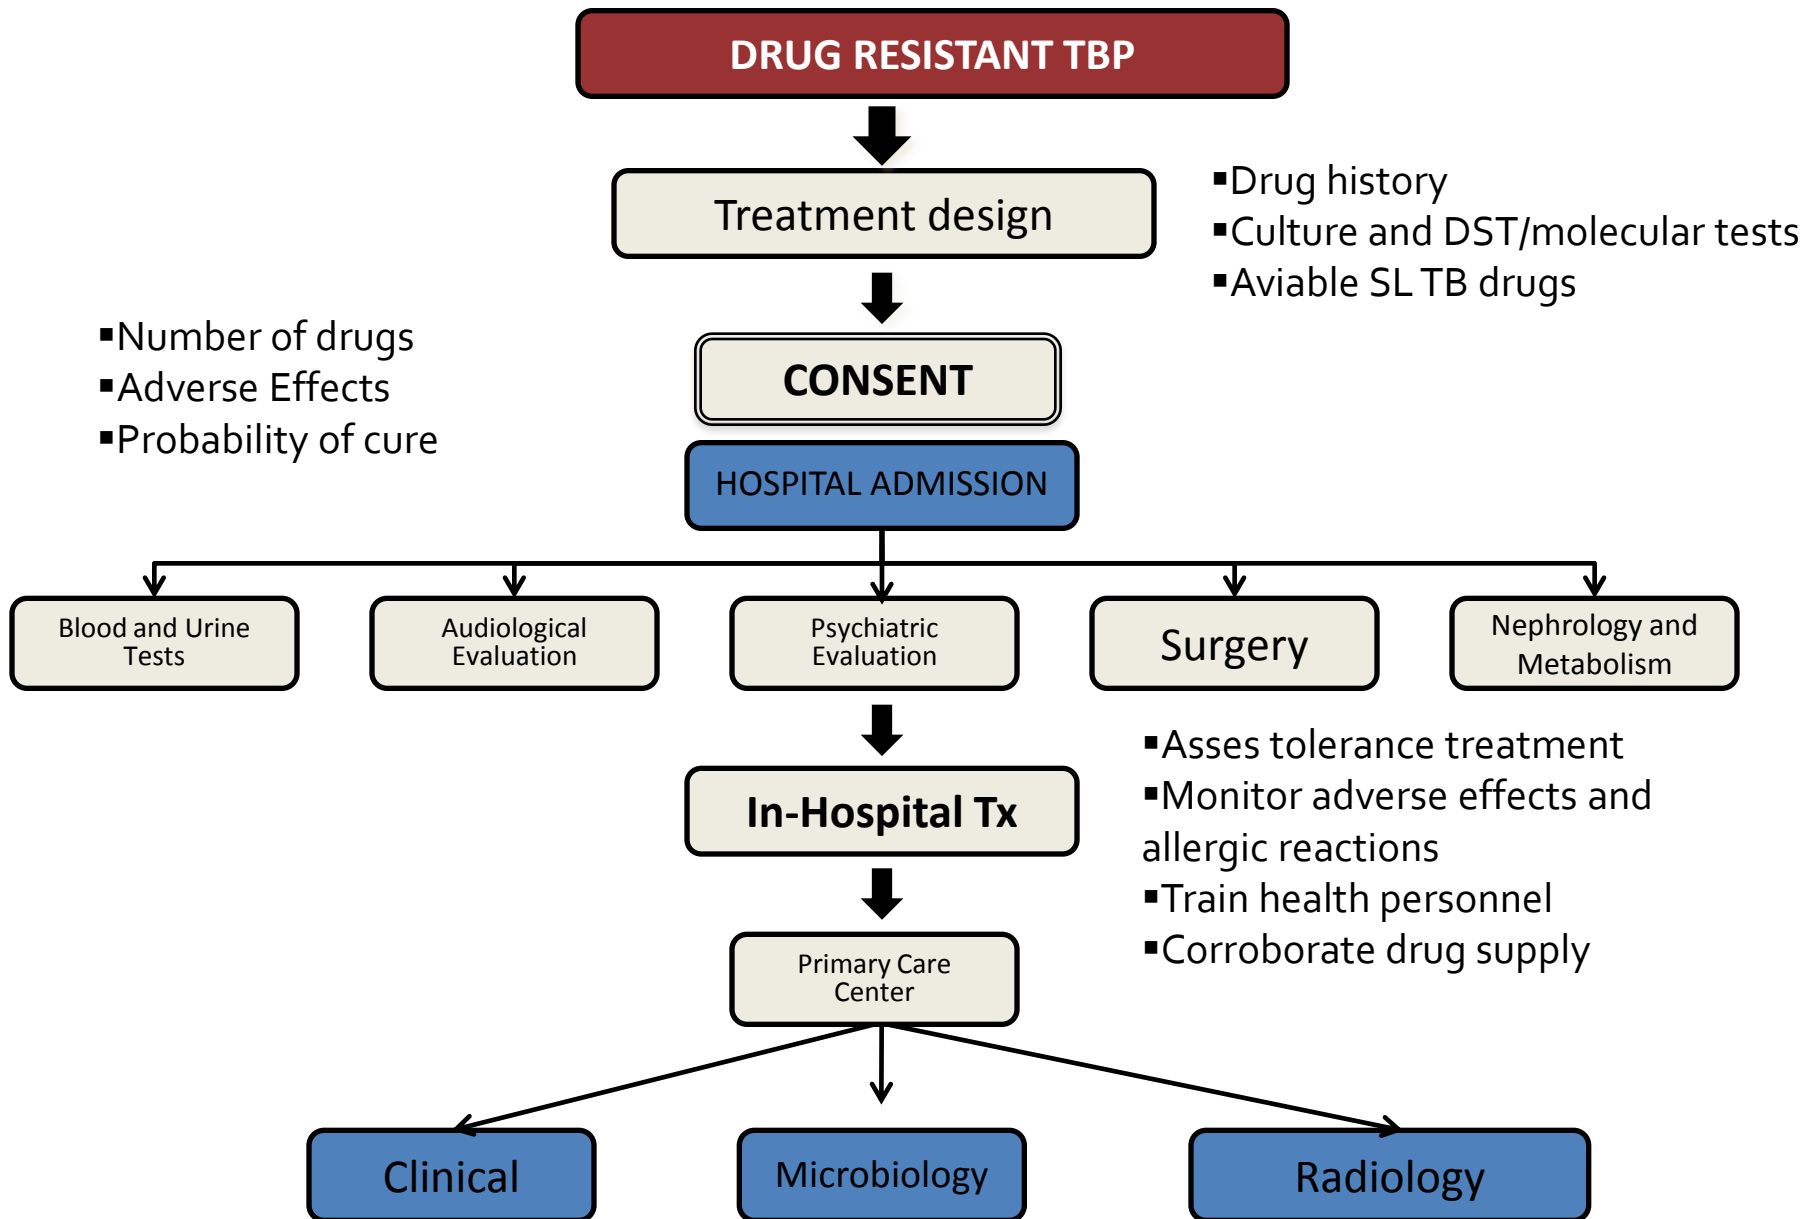 DRUG RESISTANT TBP
Treatment design
▪Drug history
▪Culture and DST/molecular tests
▪Aviable SL TB drugs
▪Number of drugs
▪Adverse Effects
▪Probability of cure
CONSENT
HOSPITAL ADMISSION
Blood and Urine
Tests
Audiological
Evaluation
Psychiatric
Evaluation
Surgery
Nephrology and
Metabolism
In-Hospital Tx
▪Asses tolerance treatment
▪Monitor adverse effects and
allergic reactions
▪Train health personnel
▪Corroborate drug supply
Primary Care
Center
Clinical
Microbiology
Radiology